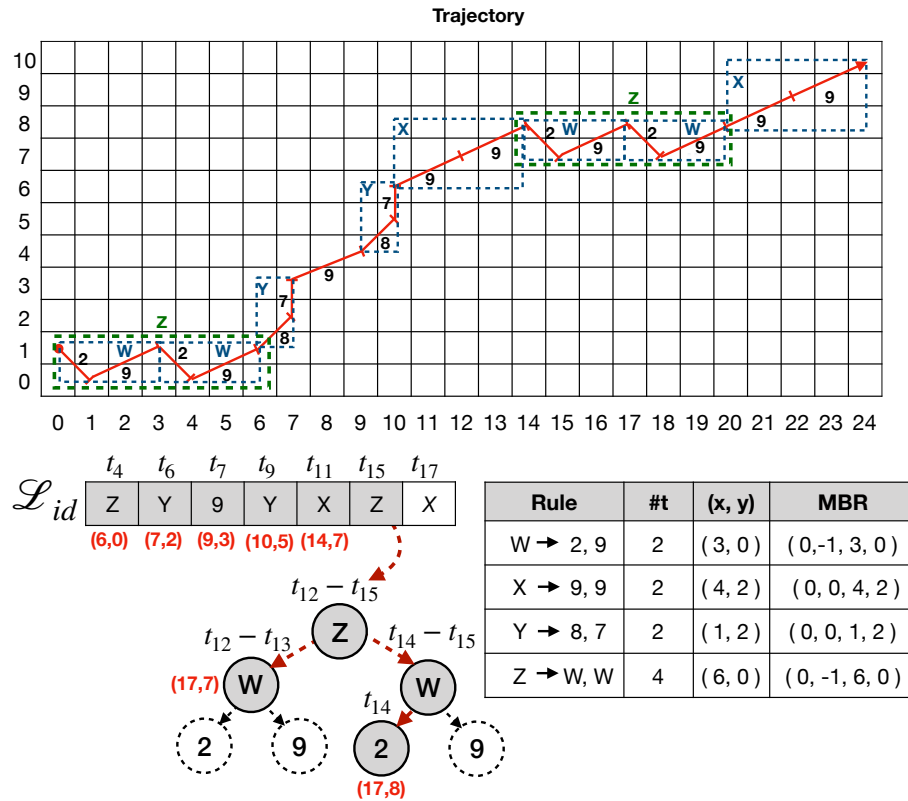 Trajectory
10
9
8
7
6
5
4
3
2
1
0
X
9
9
Z
2
W
9
2
W
9
X
9
9
Y
7
8
9
Y
7
8
Z
2
W
9
2
W
9
0 1 2 3 4 5 6 7 8 9 10 11 12 13 14 15 16 17 18 19 20 21 22 23 24
t4 t6 t7 t9 t11 t15 t17
ℒid Z Y 9 Y X Z X
(6,0) (7,2) (9,3) (10,5) (14,7)
t12 − t15
Z
t12 − t13 t14 − t15
(17,7) W W
t14
2 9 2 9
(17,8)
Rule #t (x, y) MBR
W → 2, 9 2 ( 3, 0 ) ( 0,-1, 3, 0 )
X → 9, 9 2 ( 4, 2 ) ( 0, 0, 4, 2 )
Y → 8, 7 2 ( 1, 2 ) ( 0, 0, 1, 2 )
Z → W, W 4 ( 6, 0 ) ( 0, -1, 6, 0 )